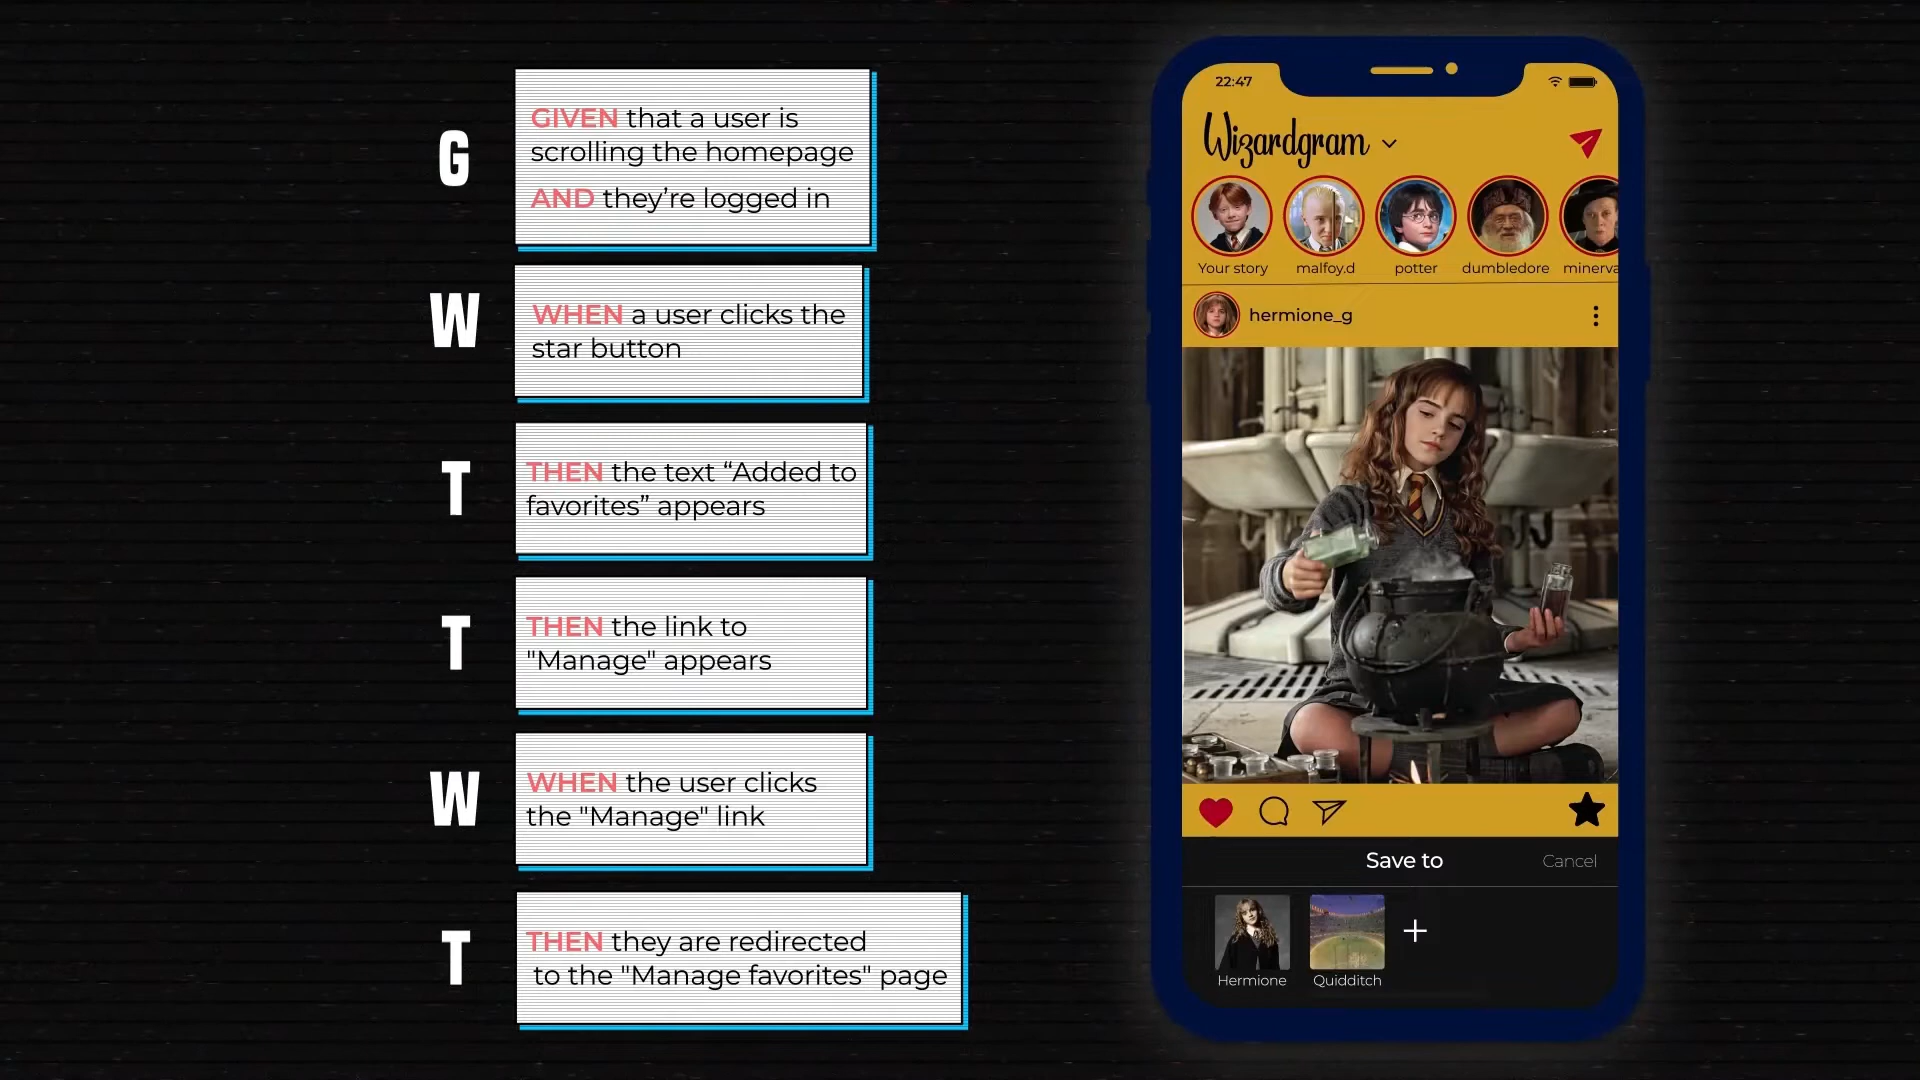 G
GIVEN that a user is
scrolling the homepage
AND they’re logged in
W
WHEN a user clicks the
star button
T
THEN the text “Added to
favorites” appears
T
THEN the link to
"Manage" appears
W
WHEN the user clicks
the "Manage" link
T
THEN they are redirected
to the "Manage favorites" page
22:47
Wizardgram
Your story
malfoy.d
potter
dumbledore
minerva
hermione_g
Save to
Cancel
Hermione
Quidditch